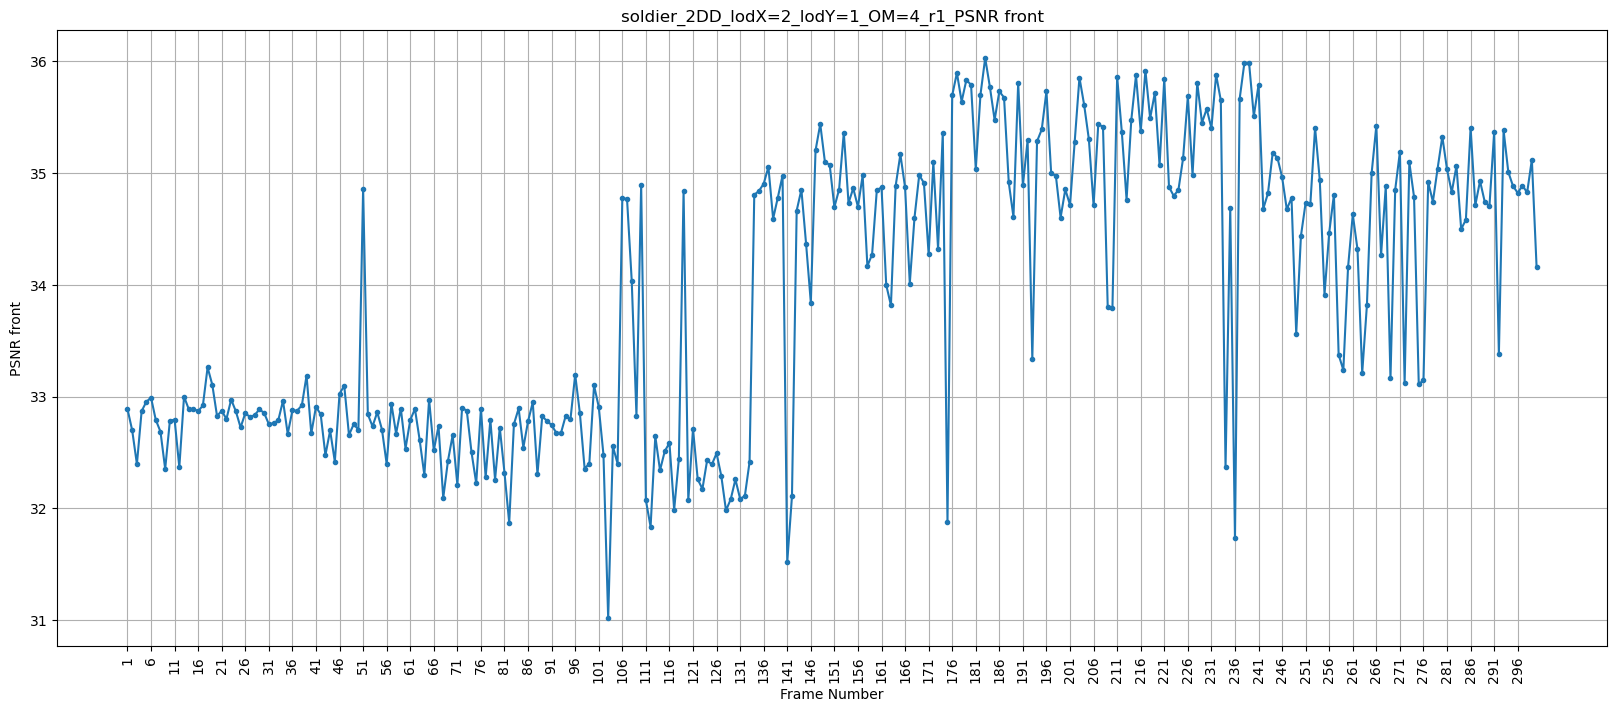 soldier_2DD_lodX=2_lodY=1_OM=4_r1_PSNR front
PSNR front
36
35
34
33
32
31
1 6 11 16 21 26 31 36 41 46 51 56 61 66 71 76 81 86 91 96 101 106 111 116 121 126 131 136 141 146 151 156 161 166 171 176 181 186 191 196 201 206 211 216 221 226 231 236 241 246 251 256 261 266 271 276 281 286 291 296
Frame Number